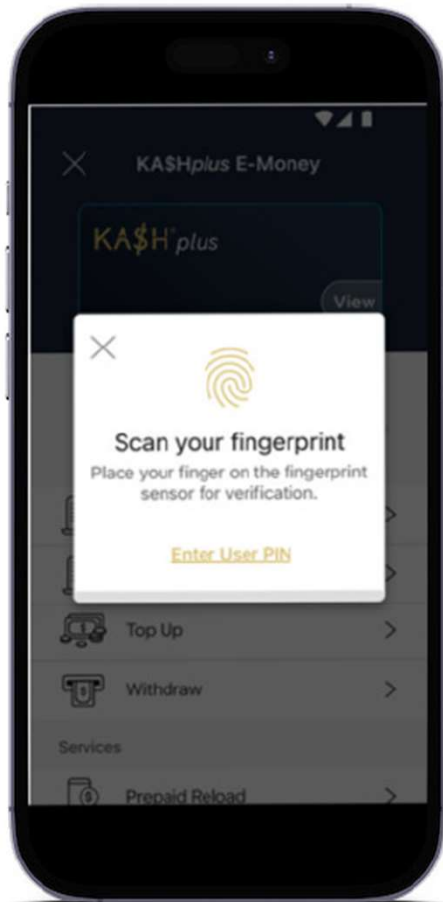 KA$Hplus E-Money
KA$H® plus
View
Scan your fingerprint
Place your finger on the fingerprint
sensor for verification.
Enter User PIN
Top Up
Withdraw
Services
Prepaid Reload